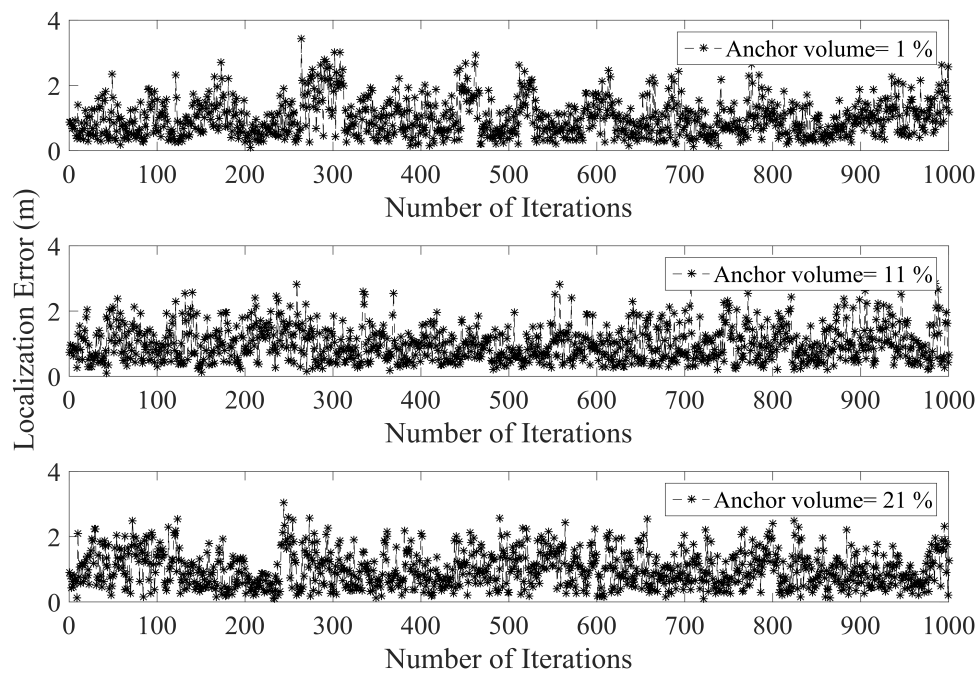 4
Anchor volume= 1 %
2
0
0 100 200 300 400 500 600 700 800 900 1000
Number of Iterations
Localization Error (m)
4
Anchor volume= 11 %
2
0
0 100 200 300 400 500 600 700 800 900 1000
Number of Iterations
4
Anchor volume= 21 %
2
0
0 100 200 300 400 500 600 700 800 900 1000
Number of Iterations